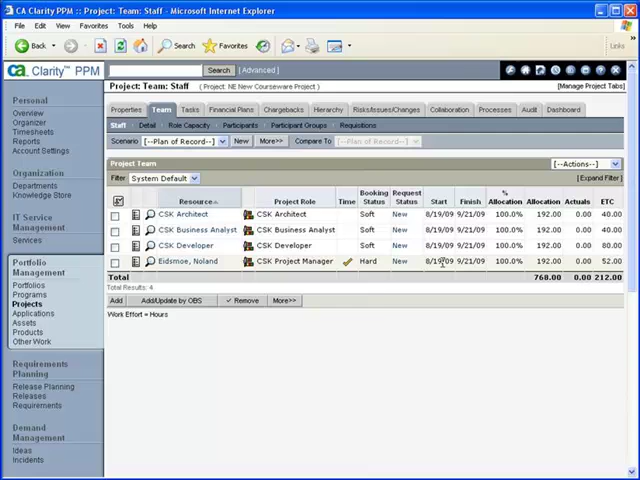 CA Clarity PPM :: Project: Team: Staff - Microsoft Internet Explorer
File Edit View Favorites Tools Help
Back Search Favorites Links
ca Clarity™ PPM Search [ Advanced ]
Project: Team: Staff ( Project: NE New Courseware Project ) [Manage Project Tabs]
Properties Team Tasks Financial Plans Chargebacks Hierarchy Risks/Issues/Changes Collaboration Processes Audit Dashboard
Staff Detail Role Capacity Participants Participant Groups Requisitions
Scenario [--Plan of Record--] New More>> Compare To [--Plan of Record--]
Project Team [--Actions--]
Filter System Default [Expand Filter]
Resource Project Role Time Booking Status Request Status Start Finish % Allocation Allocation Actuals ETC
CSK Architect CSK Architect Soft New 8/19/09 9/21/09 100.0% 192.00 0.00 40.00
CSK Business Analyst CSK Business Analyst Soft New 8/19/09 9/21/09 100.0% 192.00 0.00 40.00
CSK Developer CSK Developer Soft New 8/19/09 9/21/09 100.0% 192.00 0.00 80.00
Eidsmoe, Noland CSK Project Manager Hard New 8/19/09 9/21/09 100.0% 192.00 0.00 52.00
Total 768.00 0.00 212.00
Total Results: 4
Add Add/Update by OBS Remove More>>
Work Effort = Hours
Personal
Overview
Organizer
Timesheets
Reports
Account Settings
Organization
Departments
Knowledge Store
IT Service
Management
Services
Portfolio
Management
Portfolios
Programs
Projects
Applications
Assets
Products
Other Work
Requirements
Planning
Release Planning
Releases
Requirements
Demand
Management
Ideas
Incidents